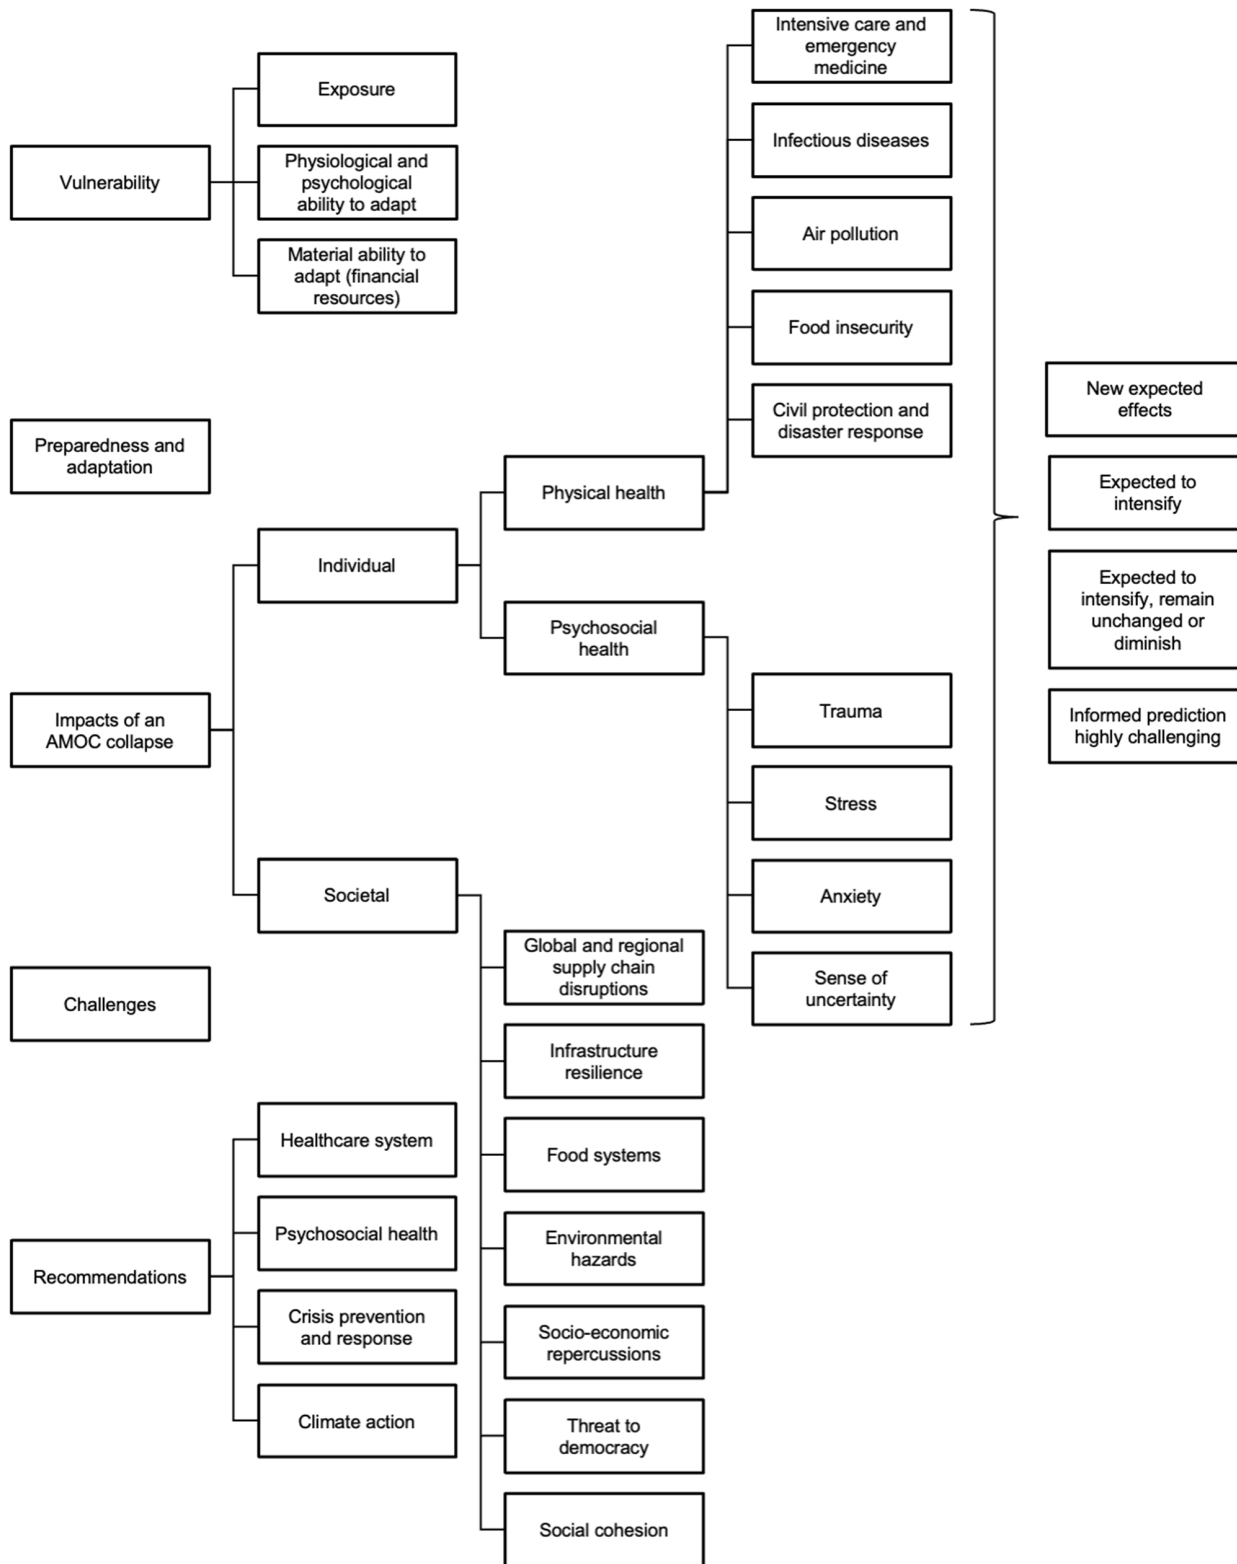 Intensive care and
emergency
medicine
Exposure
Infectious diseases
Vulnerability
Physiological and
psychological
ability to adapt
Air pollution
Material ability to
adapt (financial
resources)
Food insecurity
New expected
effects
Preparedness and
adaptation
Civil protection and
disaster response
Physical health
Expected to
intensify
Individual
Expected to
intensify, remain
unchanged or
diminish
Psychosocial
health
Impacts of an
AMOC collapse
Trauma
Informed prediction
highly challenging
Stress
Societal
Anxiety
Global and regional
supply chain
disruptions
Sense of
uncertainty
Challenges
Infrastructure
resilience
Healthcare system
Food systems
Psychosocial health
Environmental
hazards
Recommendations
Crisis prevention
and response
Socio-economic
repercussions
Climate action
Threat to
democracy
Social cohesion